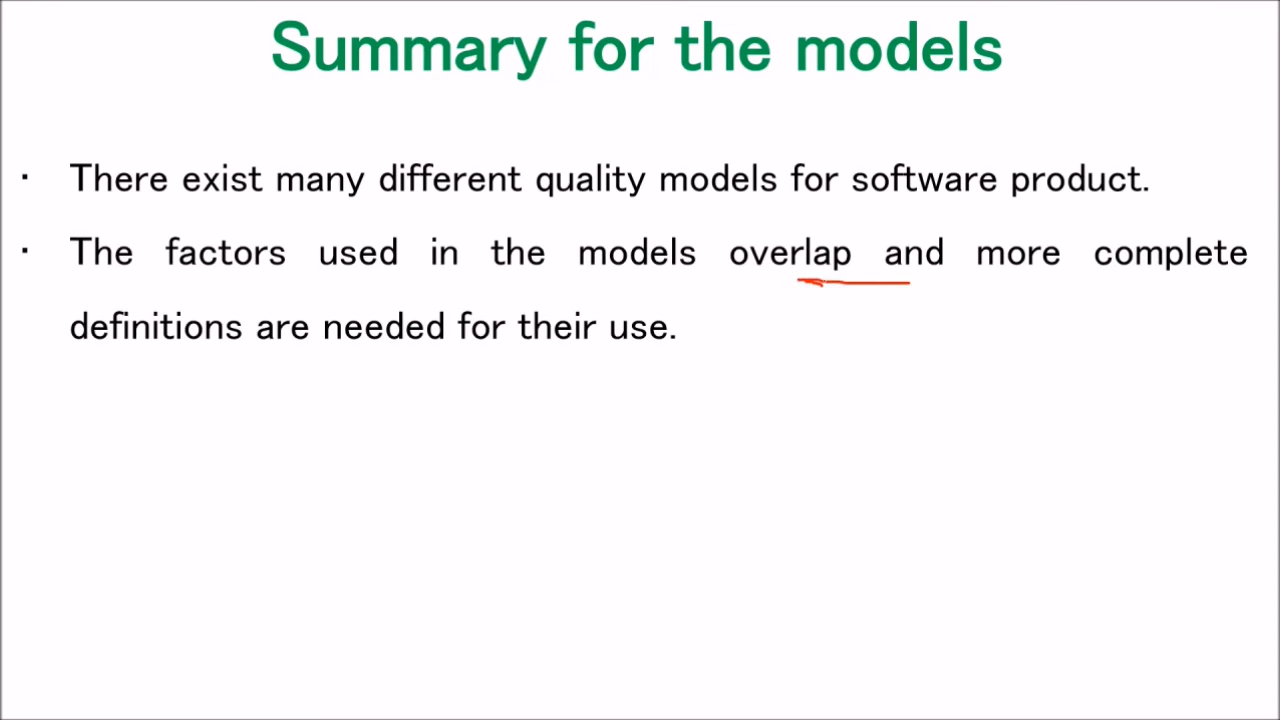 Summary for the models
· There exist many different quality models for software product.
· The factors used in the models overlap and more complete
definitions are needed for their use.